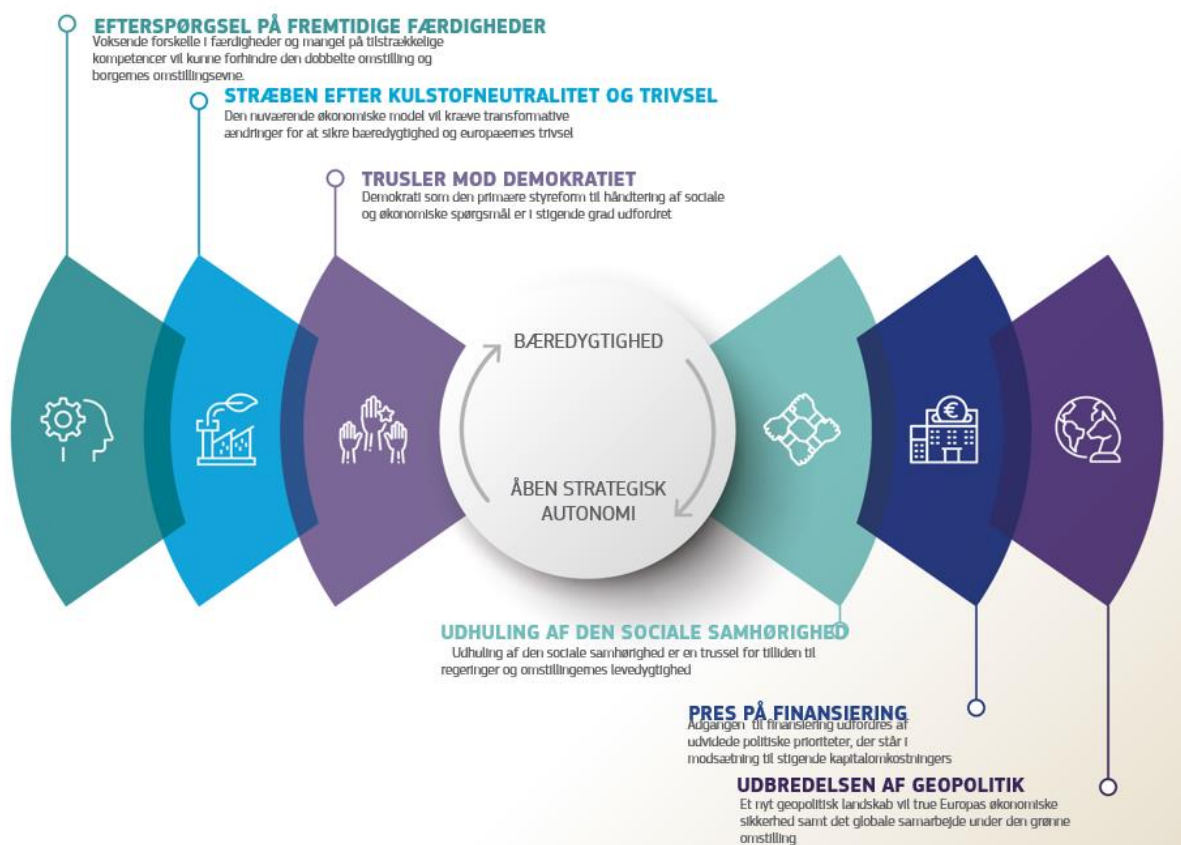 EFTERSPØRGSEL PÅ FREMTIDIGE FÆRDIGHEDER
Voksende forskelle i færdigheder og mangel på tilstrækkelige
kompetencer vil kunne forhindre den dobbelte omstilling og
borgernes omstillingsevne.
STRÆBEN EFTER KULSTOFNEUTRALITET OG TRIVSEL
Den nuværende økonomiske model vil kræve transformative
ændringer for at sikre bæredygtighed og europæernes trivsel
TRUSLER MOD DEMOKRATIET
Demokrati som den primære styreform til håndtering af sociale
og økonomiske spørgsmål er i stigende grad udfordret
BÆREDYGTIGHED
ÅBEN STRATEGISK
AUTONOMI
€
UDHULING AF DEN SOCIALE SAMHØRIGHED
Udhuling af den sociale samhørighed er en trussel for tilliden til
regeringer og omstillingernes levedygtighed
PRES PÅ FINANSIERING
Adgangen til finansiering udfordres af
udvidede politiske prioriteter, der står i
modsætning til stigende kapitalomkostningers
UDBREDELSEN AF GEOPOLITIK
Et nyt geopolitisk landskab vil true Europas økonomiske
sikkerhed samt det globale samarbejde under den grønne
omstilling